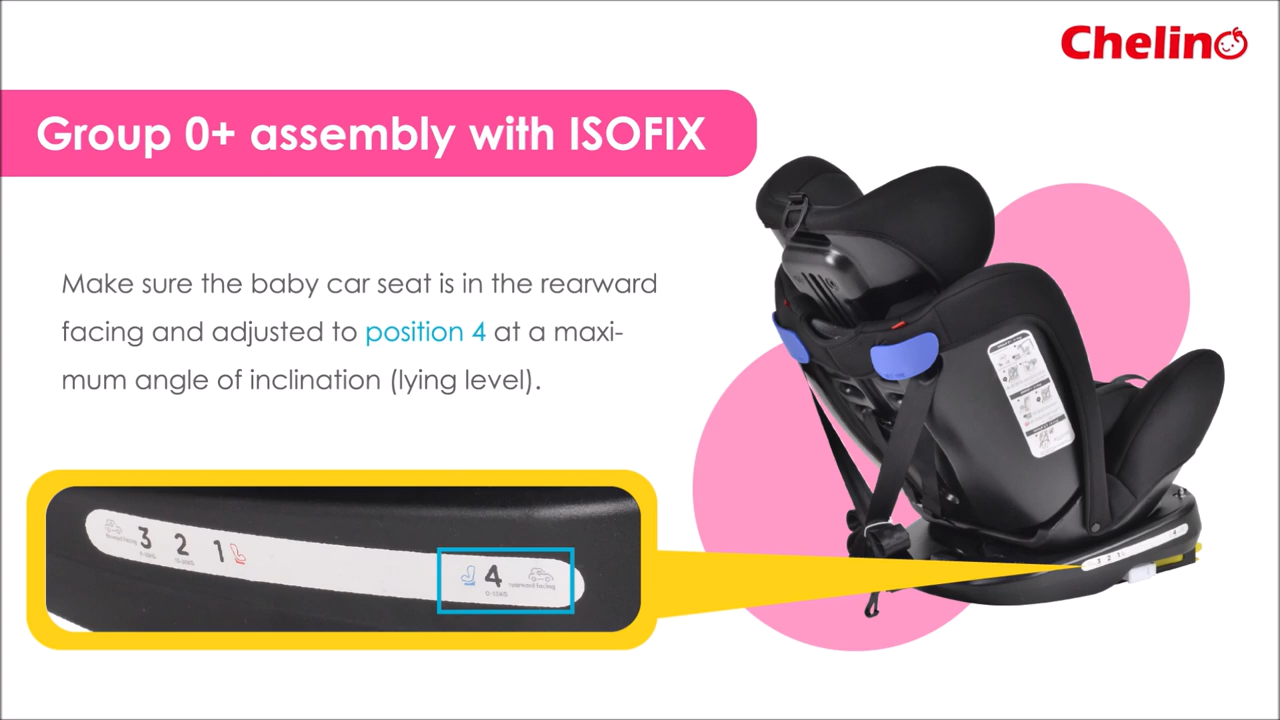 Chelino
Group 0+ assembly with ISOFIX
Make sure the baby car seat is in the rearward
facing and adjusted to position 4 at a maxi-
mum angle of inclination (lying level).
3 2 1
4
rearward facing